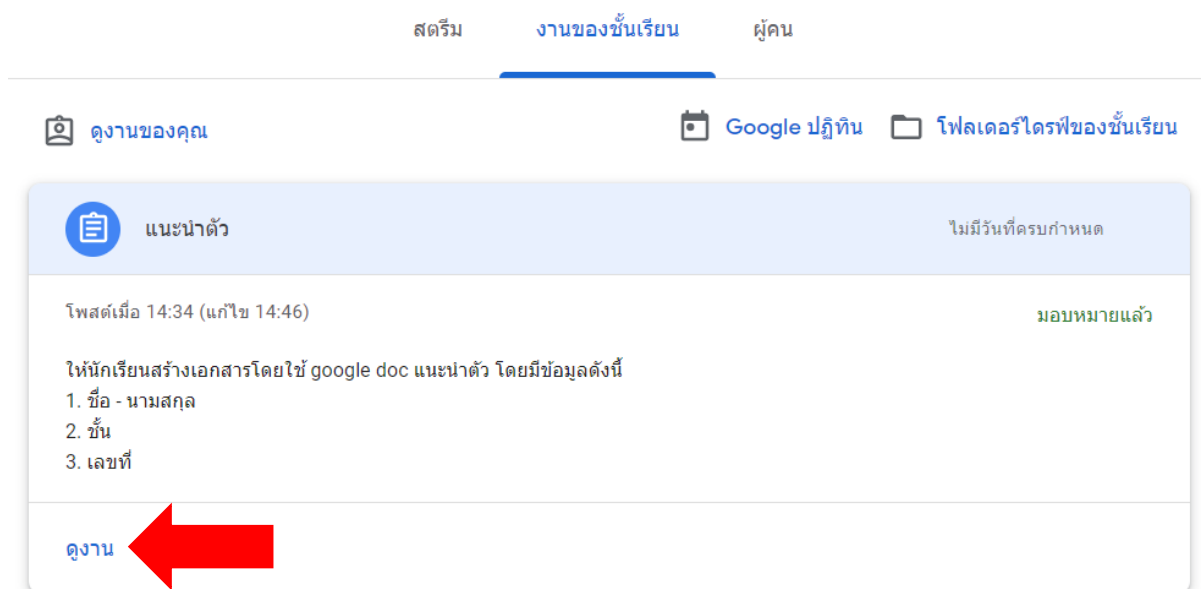 สตรีม งานของชั้นเรียน ผู้คน
ดูงานของคุณ Google ปฏิทิน โฟลเดอร์ไดรฟ์ของชั้นเรียน
แนะนำตัว ไม่มีวันที่ครบกำหนด
โพสต์เมื่อ 14:34 (แก้ไข 14:46) มอบหมายแล้ว
ให้นักเรียนสร้างเอกสารโดยใช้ google doc แนะนำตัว โดยมีข้อมูลดังนี้
1. ชื่อ - นามสกุล
2. ชั้น
3. เลขที่
ดูงาน